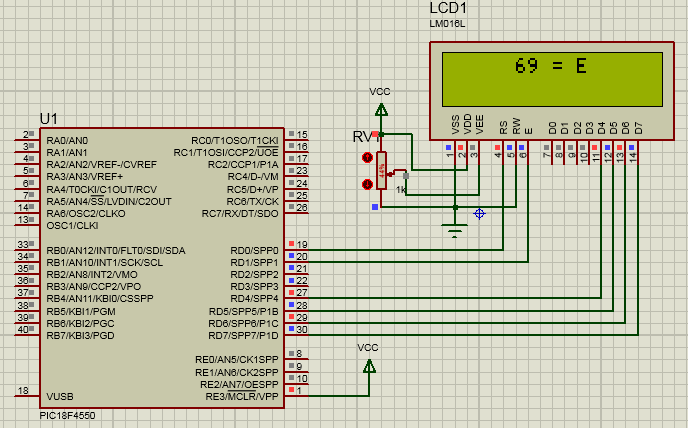 LCD1
LM016L
69 = E
VSS
VDD
VEE
RS
RW
E
D0
D1
D2
D3
D4
D5
D6
D7
1
2
3
4
5
6
7
8
9
10
11
12
13
14
VCC
RV
44%
1k
U1
2 RA0/AN0
3 RA1/AN1
4 RA2/AN2/VREF-/CVREF
5 RA3/AN3/VREF+
6 RA4/T0CKI/C1OUT/RCV
7 RA5/AN4/SS/LVDIN/C2OUT
14 RA6/OSC2/CLKO
13 OSC1/CLKI
33 RB0/AN12/INT0/FLT0/SDI/SDA
34 RB1/AN10/INT1/SCK/SCL
35 RB2/AN8/INT2/VMO
36 RB3/AN9/CCP2/VPO
37 RB4/AN11/KBI0/CSSPP
38 RB5/KBI1/PGM
39 RB6/KBI2/PGC
40 RB7/KBI3/PGD
18 VUSB
RC0/T1OSO/T1CKI 15
RC1/T1OSI/CCP2/UOE 16
RC2/CCP1/P1A 17
RC4/D-/VM 23
RC5/D+/VP 24
RC6/TX/CK 25
RC7/RX/DT/SDO 26
RD0/SPP0 19
RD1/SPP1 20
RD2/SPP2 21
RD3/SPP3 22
RD4/SPP4 27
RD5/SPP5/P1B 28
RD6/SPP6/P1C 29
RD7/SPP7/P1D 30
RE0/AN5/CK1SPP 8
RE1/AN6/CK2SPP 9
RE2/AN7/OESPP 10
RE3/MCLR/VPP 1
VCC
PIC18F4550